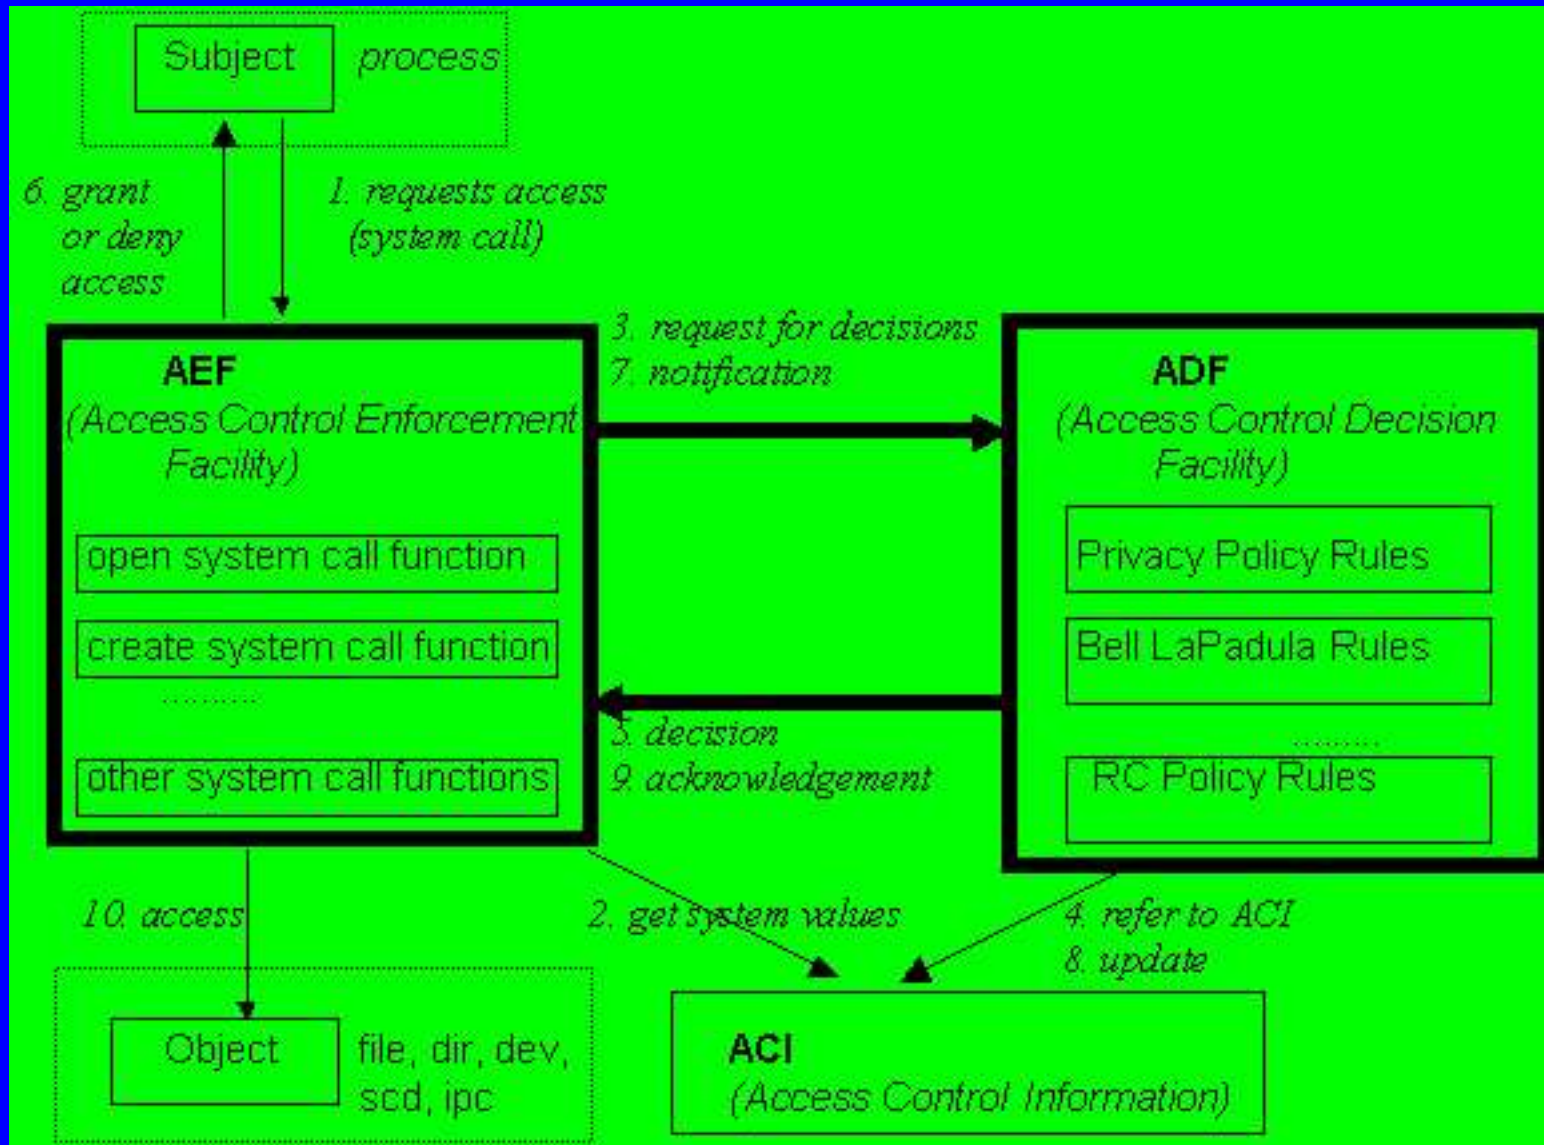 Subject
process
6. grant
or deny
access
1. requests access
(system call)
3. request for decisions
7. notification
AEF
(Access Control Enforcement
Facility)
open system call function
create system call function
..........
other system call functions
ADF
(Access Control Decision
Facility)
Privacy Policy Rules
Bell LaPadula Rules
.........
RC Policy Rules
5. decision
9. acknowledgement
10. access
2. get system values
4. refer to ACI
8. update
Object
file, dir, dev,
scd, ipc
ACI
(Access Control Information)